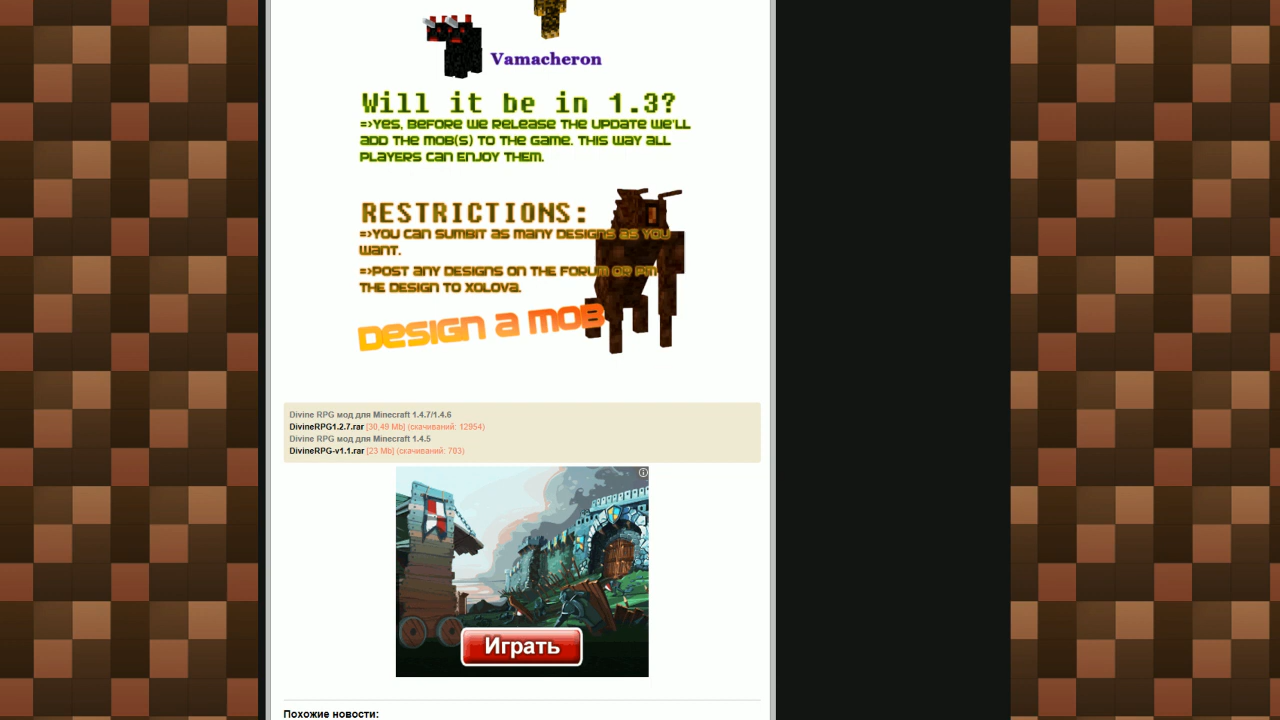 Vamacheron
Will it be in 1.3?
=>Yes, before we release the update we'll
add the mob(s) to the game. This way all
players can enjoy them.
RESTRICTIONS:
=>You can sumbit as many designs as you
want.
=>Post any designs on the forum or PM
the design to Xolova.
Design a mob
Divine RPG мод для Minecraft 1.4.7/1.4.6
DivineRPG1.2.7.rar [30,49 Mb] (скачиваний: 12954)
Divine RPG мод для Minecraft 1.4.5
DivineRPG-v1.1.rar [23 Mb] (скачиваний: 703)
Играть
Похожие новости: